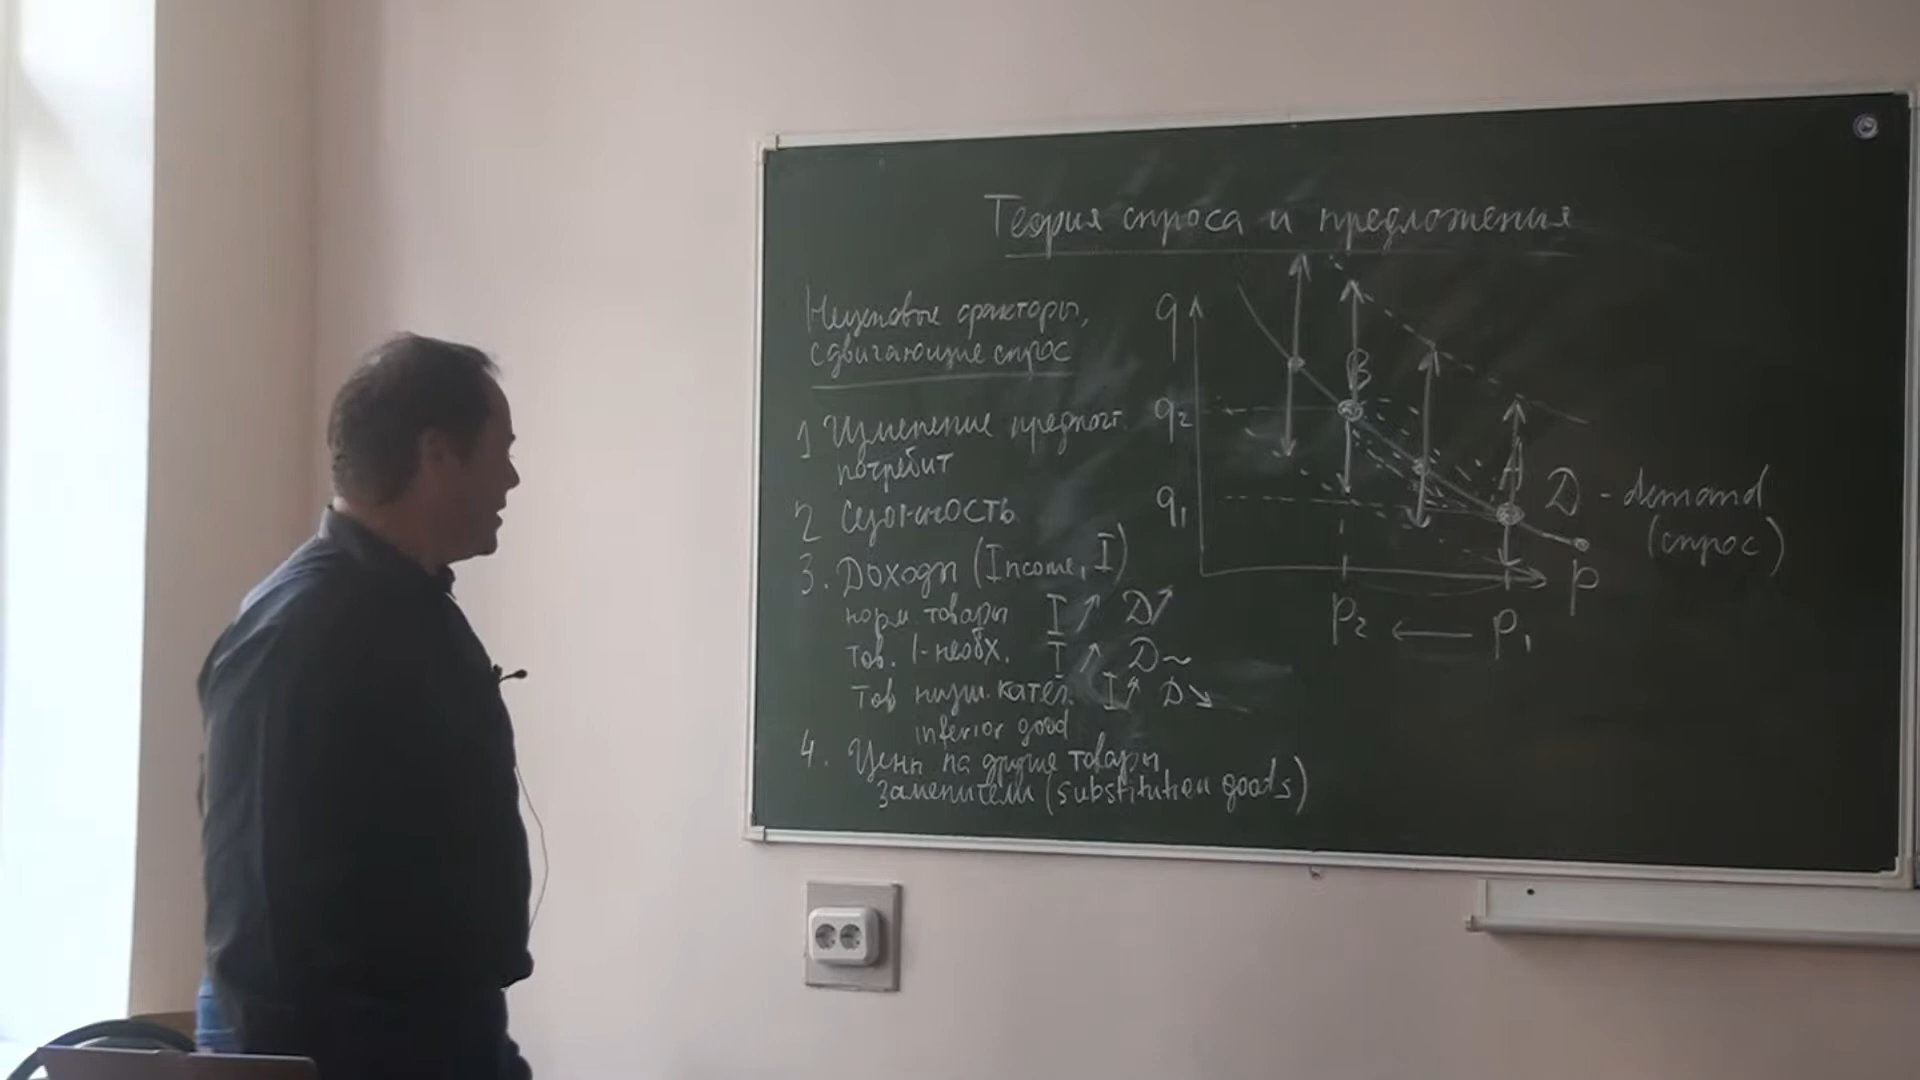 Теория спроса и предложения
Неценовые факторы,
сдвигающие спрос
1 Изменение предпочт.
потребит
2 Сезонность
3. Доходы (Income, I)
норм. товары I ↗ D ↗
тов. 1-необх. I ↗ D ~
Тов низш. катег. I ↑ D ↘
inferior good
4. Цены на другие товары
заменители (substitution goods)
q
B
q₂
A
D - demand
(спрос)
q₁
P
P₂ ← P₁